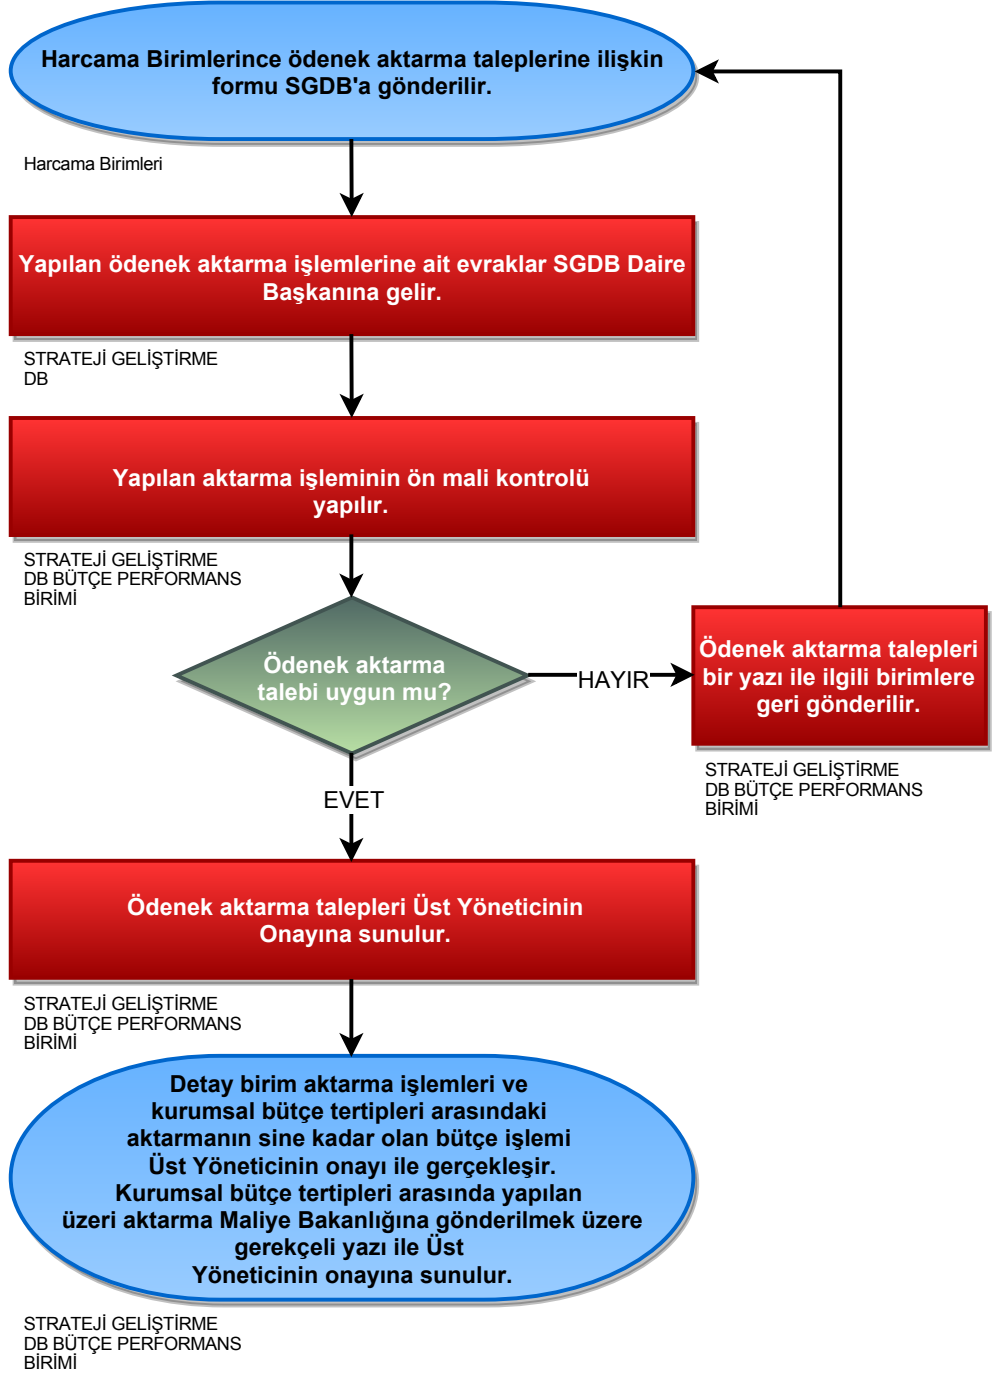 Harcama Birimlerince ödenek aktarma taleplerine ilişkin
formu SGDB'a gönderilir.
Harcama Birimleri
Yapılan ödenek aktarma işlemlerine ait evraklar SGDB Daire
Başkanına gelir.
STRATEJİ GELİŞTİRME
DB
Yapılan aktarma işleminin ön mali kontrolü
yapılır.
STRATEJİ GELİŞTİRME
DB BÜTÇE PERFORMANS
BİRİMİ
Ödenek aktarma
talebi uygun mu?
HAYIR
Ödenek aktarma talepleri
bir yazı ile ilgili birimlere
geri gönderilir.
STRATEJİ GELİŞTİRME
DB BÜTÇE PERFORMANS
BİRİMİ
EVET
Ödenek aktarma talepleri Üst Yöneticinin
Onayına sunulur.
STRATEJİ GELİŞTİRME
DB BÜTÇE PERFORMANS
BİRİMİ
Detay birim aktarma işlemleri ve
kurumsal bütçe tertipleri arasındaki
aktarmanın sine kadar olan bütçe işlemi
Üst Yöneticinin onayı ile gerçekleşir.
Kurumsal bütçe tertipleri arasında yapılan
üzeri aktarma Maliye Bakanlığına gönderilmek üzere
gerekçeli yazı ile Üst
Yöneticinin onayına sunulur.
STRATEJİ GELİŞTİRME
DB BÜTÇE PERFORMANS
BİRİMİ